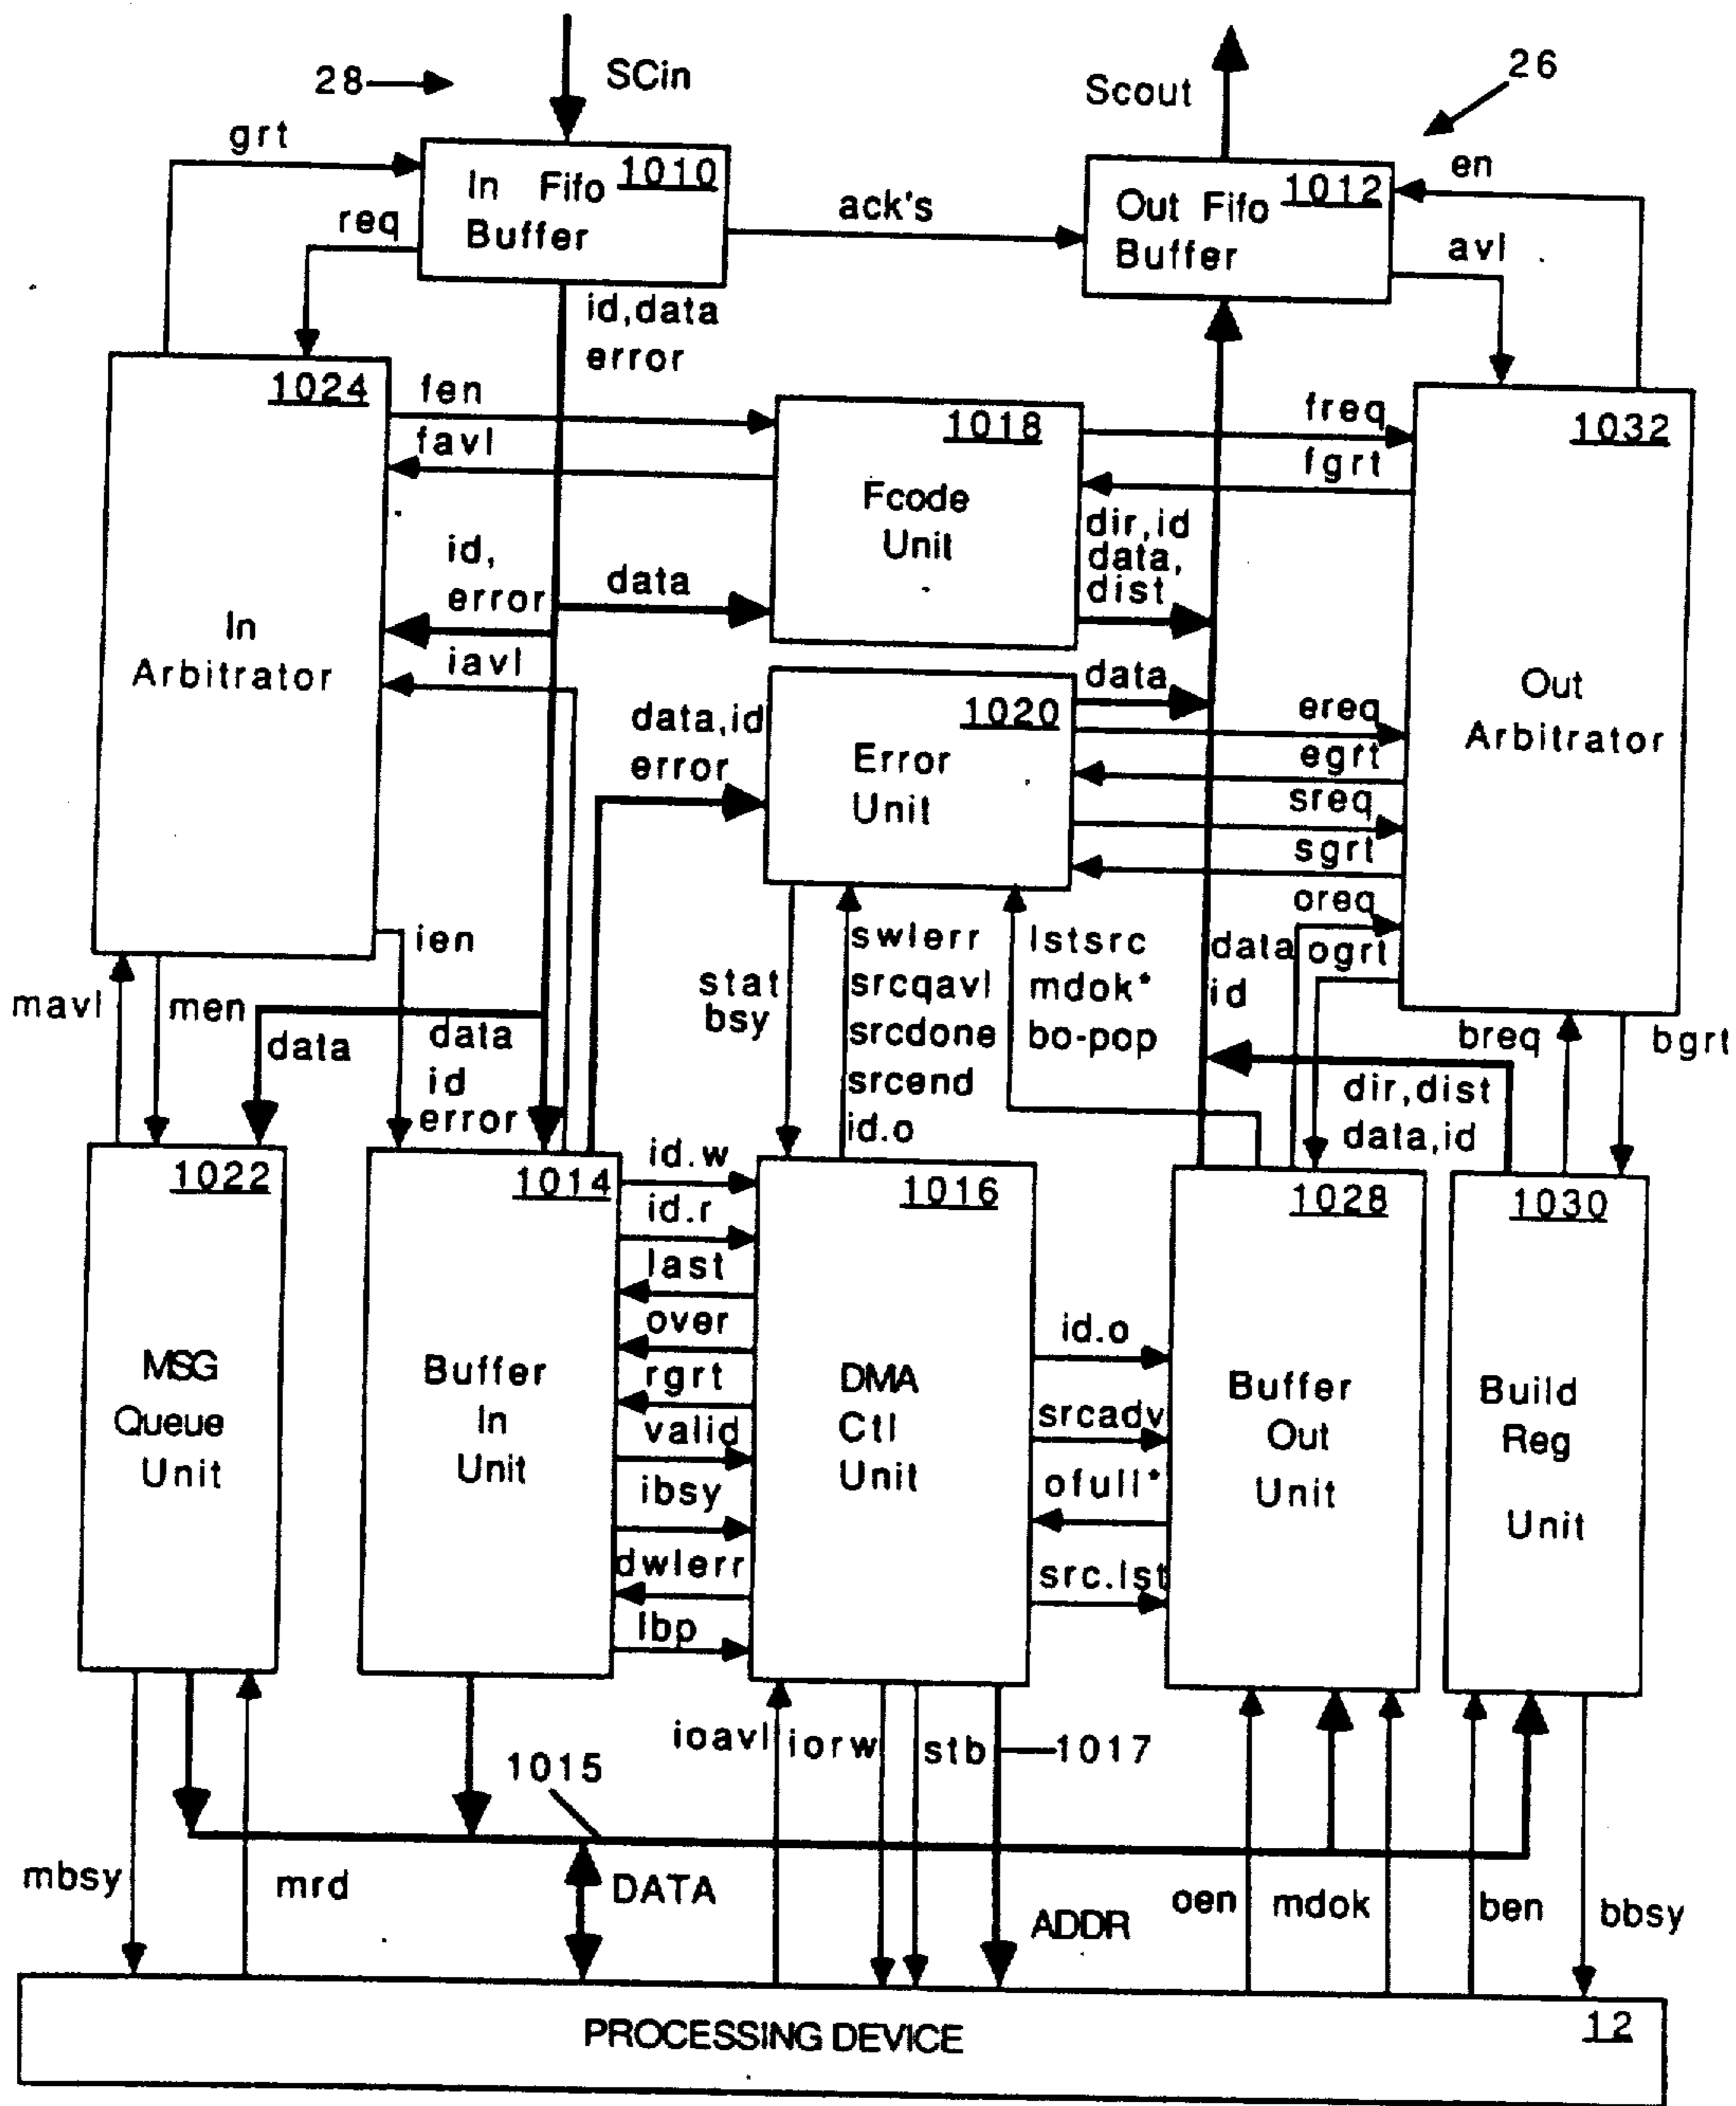 28
SCin
Scout
26
grt
1010
In Fifo
Buffer
req
ack's
1012
Out Fifo
Buffer
en
avl
id,data
error
1024
In
Arbitrator
fen
favl
id,
error
data
iavl
1018
Fcode
Unit
freq
fgrt
dir,id
data,
dist
1032
Out
Arbitrator
data,id
error
1020
Error
Unit
data
ereq
egrt
sreq
sgrt
oreq
ogrt
data
id
mavl
men
ien
data
data
id
error
stat
bsy
swlerr
srcqavl
srcdone
srcend
id.o
lstsrc
mdok*
bo-pop
breq
bgrt
dir,dist
data,id
1022
MSG
Queue
Unit
1014
Buffer
In
Unit
id.w
id.r
last
over
rgrt
valid
ibsy
dwlerr
lbp
1016
DMA
Ctl
Unit
id.o
srcadv
ofull*
src.lst
1028
Buffer
Out
Unit
1030
Build
Reg
Unit
ioavl
iorw
stb
1017
1015
mbsy
mrd
DATA
ADDR
oen
mdok
ben
bbsy
PROCESSING DEVICE
12